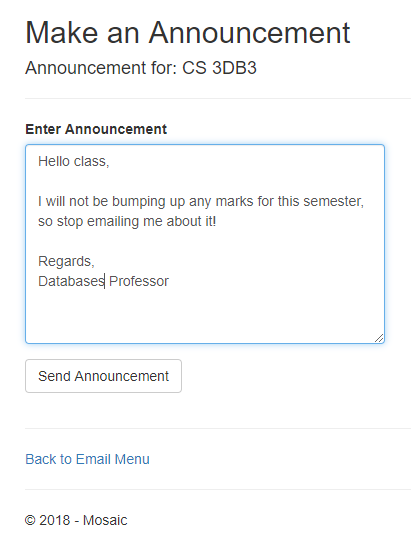 Make an Announcement
Announcement for: CS 3DB3
Enter Announcement
Hello class,
I will not be bumping up any marks for this semester,
so stop emailing me about it!
Regards,
Databases Professor
Send Announcement
Back to Email Menu
© 2018 - Mosaic